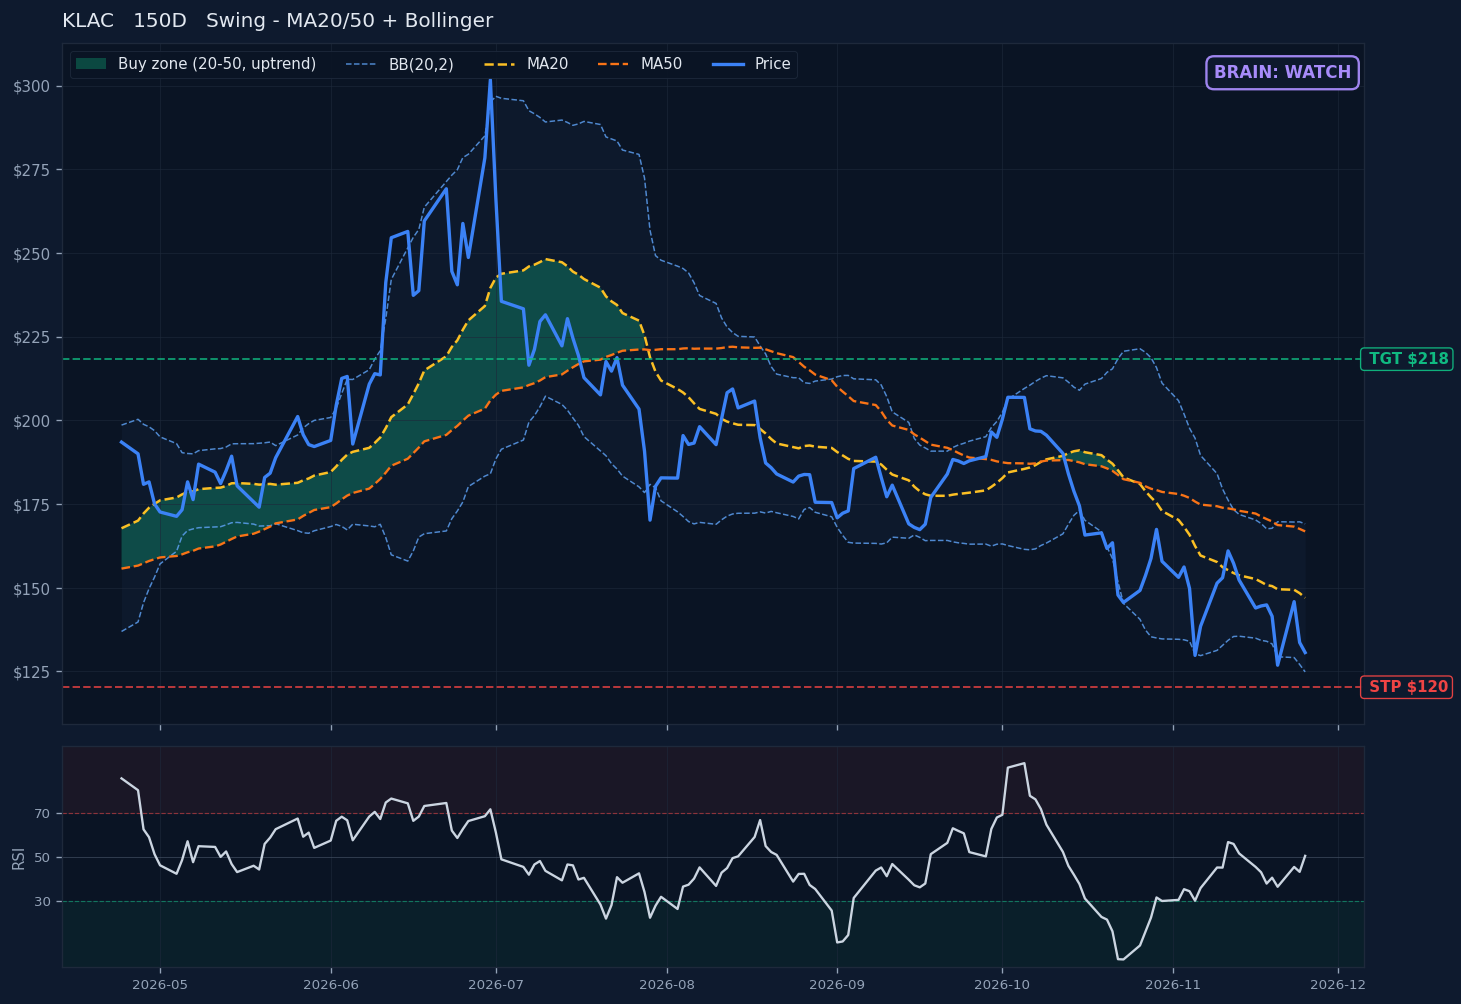 KLAC   150D   Swing - MA20/50 + Bollinger
Buy zone (20-50, uptrend)   BB(20,2)   MA20   MA50   Price
BRAIN: WATCH
$300
$275
$250
$225
$200
$175
$150
$125
TGT $218
STP $120
RSI
70
50
30
2026-05   2026-06   2026-07   2026-08   2026-09   2026-10   2026-11   2026-12